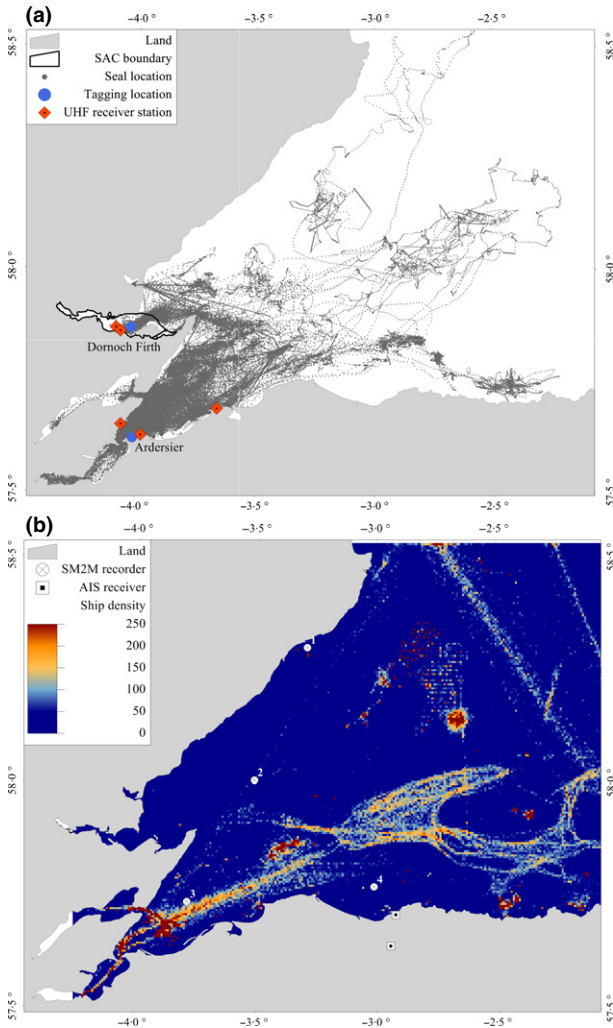 (a)
−4·0 ° −3·5 ° −3·0 ° −2·5 °
Land
SAC boundary
Seal location
Tagging location
UHF receiver station
58·5 ° 58·5 °
58·0 ° 58·0 °
Dornoch Firth
Ardersier
57·5 ° 57·5 °
−4·0 ° −3·5 ° −3·0 ° −2·5 °
(b)
−4·0 ° −3·5 ° −3·0 ° −2·5 °
Land
SM2M recorder
AIS receiver
Ship density
250
200
150
100
50
0
58·5 ° 58·5 °
1
2
58·0 ° 58·0 °
4
3
57·5 ° 57·5 °
−4·0 ° −3·5 ° −3·0 ° −2·5 °